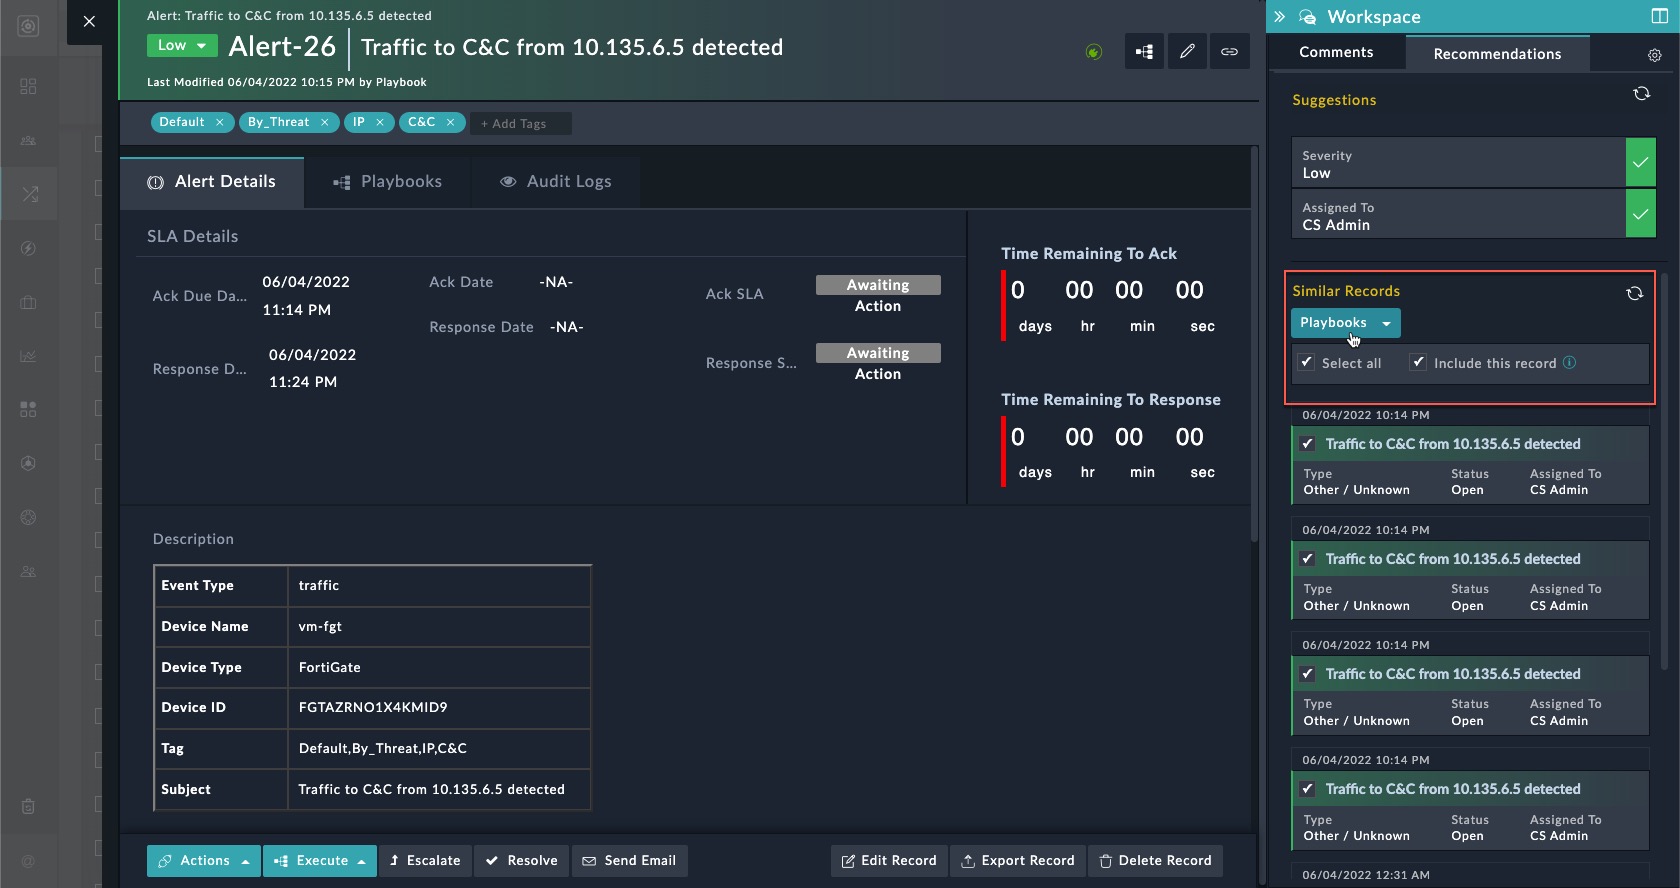 Alert: Traffic to C&C from 10.135.6.5 detected
Low Alert-26 Traffic to C&C from 10.135.6.5 detected
Last Modified 06/04/2022 10:15 PM by Playbook
Default × By_Threat × IP × C&C × + Add Tags
Alert Details Playbooks Audit Logs
SLA Details
Ack Due Da... 06/04/2022
11:14 PM
Ack Date -NA-
Ack SLA Awaiting
Action
Response Date -NA-
Response D... 06/04/2022
11:24 PM
Response S... Awaiting
Action
Time Remaining To Ack
0 00 00 00
days hr min sec
Time Remaining To Response
0 00 00 00
days hr min sec
Description
Event Type traffic
Device Name vm-fgt
Device Type FortiGate
Device ID FGTAZRNO1X4KMID9
Tag Default,By_Threat,IP,C&C
Subject Traffic to C&C from 10.135.6.5 detected
Actions Execute Escalate Resolve Send Email Edit Record Export Record Delete Record
Workspace
Comments Recommendations
Suggestions
Severity
Low
Assigned To
CS Admin
Similar Records
Playbooks
Select all Include this record
06/04/2022 10:14 PM
Traffic to C&C from 10.135.6.5 detected
Type Status Assigned To
Other / Unknown Open CS Admin
06/04/2022 10:14 PM
Traffic to C&C from 10.135.6.5 detected
Type Status Assigned To
Other / Unknown Open CS Admin
06/04/2022 10:14 PM
Traffic to C&C from 10.135.6.5 detected
Type Status Assigned To
Other / Unknown Open CS Admin
06/04/2022 10:14 PM
Traffic to C&C from 10.135.6.5 detected
Type Status Assigned To
Other / Unknown Open CS Admin
06/04/2022 12:31 AM